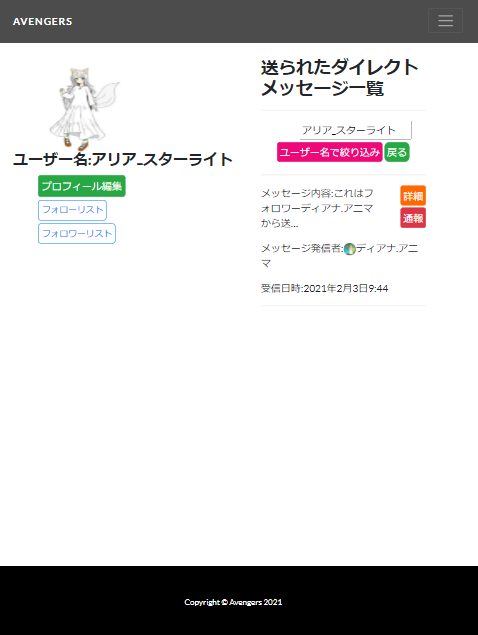 AVENGERS
ユーザー名:アリア_スターライト
プロフィール編集
フォローリスト
フォロワーリスト
送られたダイレクト
メッセージ一覧
アリア_スターライト
ユーザー名で絞り込み
戻る
メッセージ内容:これはフ
ォロワーディアナ.アニマ
から送...
詳細
通報
メッセージ発信者:ディアナ.アニ
マ
受信日時:2021年2月3日9:44
Copyright © Avengers 2021